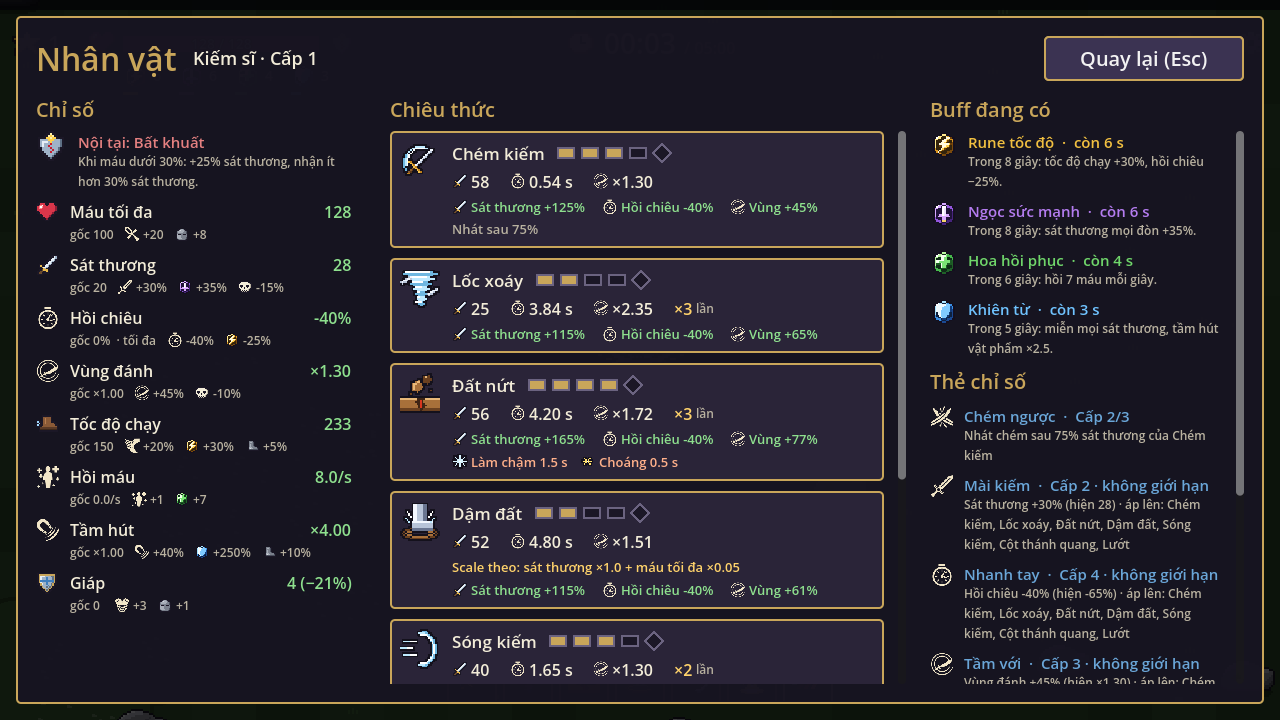 Nhân vật
Kiếm sĩ · Cấp 1
Quay lại (Esc)
Chỉ số
Nội tại: Bất khuất
Khi máu dưới 30%: +25% sát thương, nhận ít
hơn 30% sát thương.
Máu tối đa 128
gốc 100 +20 +8
Sát thương 28
gốc 20 +30% +35% -15%
Hồi chiêu -40%
gốc 0% · tối đa -40% -25%
Vùng đánh ×1.30
gốc ×1.00 +45% -10%
Tốc độ chạy 233
gốc 150 +20% +30% +5%
Hồi máu 8.0/s
gốc 0.0/s +1 +7
Tầm hút ×4.00
gốc ×1.00 +40% +250% +10%
Giáp 4 (−21%)
gốc 0 +3 +1
Chiêu thức
Chém kiếm
58 0.54 s ×1.30
Sát thương +125% Hồi chiêu -40% Vùng +45%
Nhát sau 75%
Lốc xoáy
25 3.84 s ×2.35 ×3 lần
Sát thương +115% Hồi chiêu -40% Vùng +65%
Đất nứt
56 4.20 s ×1.72 ×3 lần
Sát thương +165% Hồi chiêu -40% Vùng +77%
Làm chậm 1.5 s Choáng 0.5 s
Dậm đất
52 4.80 s ×1.51
Scale theo: sát thương ×1.0 + máu tối đa ×0.05
Sát thương +115% Hồi chiêu -40% Vùng +61%
Sóng kiếm
40 1.65 s ×1.30 ×2 lần
Buff đang có
Rune tốc độ · còn 6 s
Trong 8 giây: tốc độ chạy +30%, hồi chiêu
−25%.
Ngọc sức mạnh · còn 6 s
Trong 8 giây: sát thương mọi đòn +35%.
Hoa hồi phục · còn 4 s
Trong 6 giây: hồi 7 máu mỗi giây.
Khiên từ · còn 3 s
Trong 5 giây: miễn mọi sát thương, tầm hút
vật phẩm ×2.5.
Thẻ chỉ số
Chém ngược · Cấp 2/3
Nhát chém sau 75% sát thương của Chém
kiếm
Mài kiếm · Cấp 2 · không giới hạn
Sát thương +30% (hiện 28) · áp lên: Chém
kiếm, Lốc xoáy, Đất nứt, Dậm đất, Sóng
kiếm, Cột thánh quang, Lướt
Nhanh tay · Cấp 4 · không giới hạn
Hồi chiêu -40% (hiện -65%) · áp lên: Chém
kiếm, Lốc xoáy, Đất nứt, Dậm đất, Sóng
kiếm, Cột thánh quang, Lướt
Tầm với · Cấp 3 · không giới hạn
Vùng đánh +45% (hiện ×1.30) · áp lên: Chém